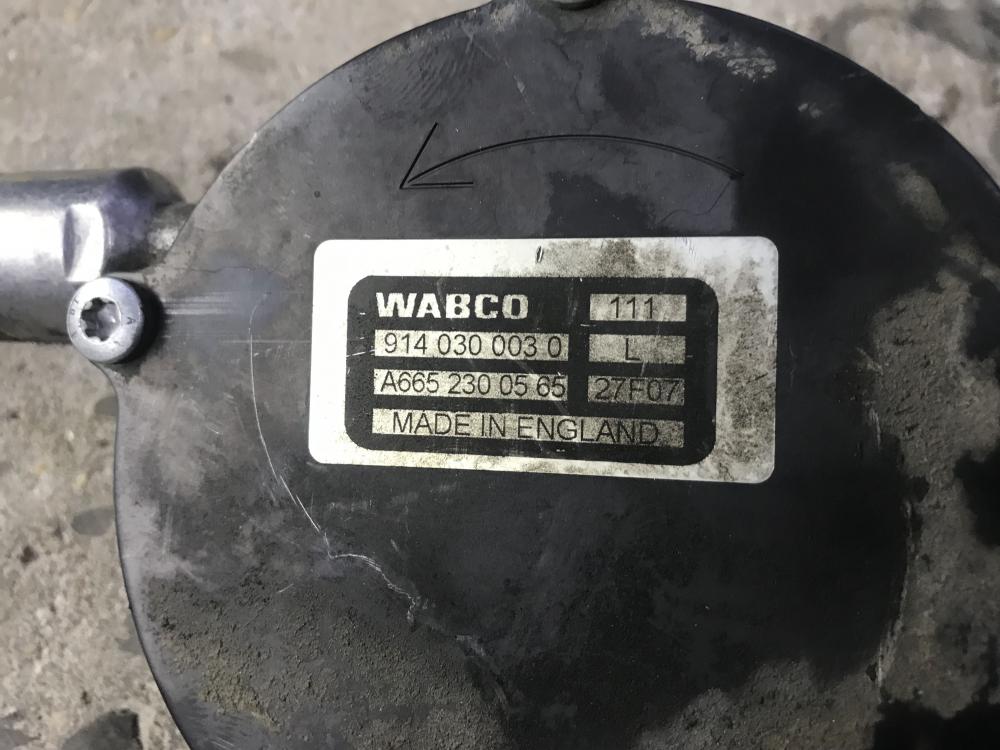 WABCO 111
914 030 003 0 L
A665 230 05 65 27F07
MADE IN ENGLAND